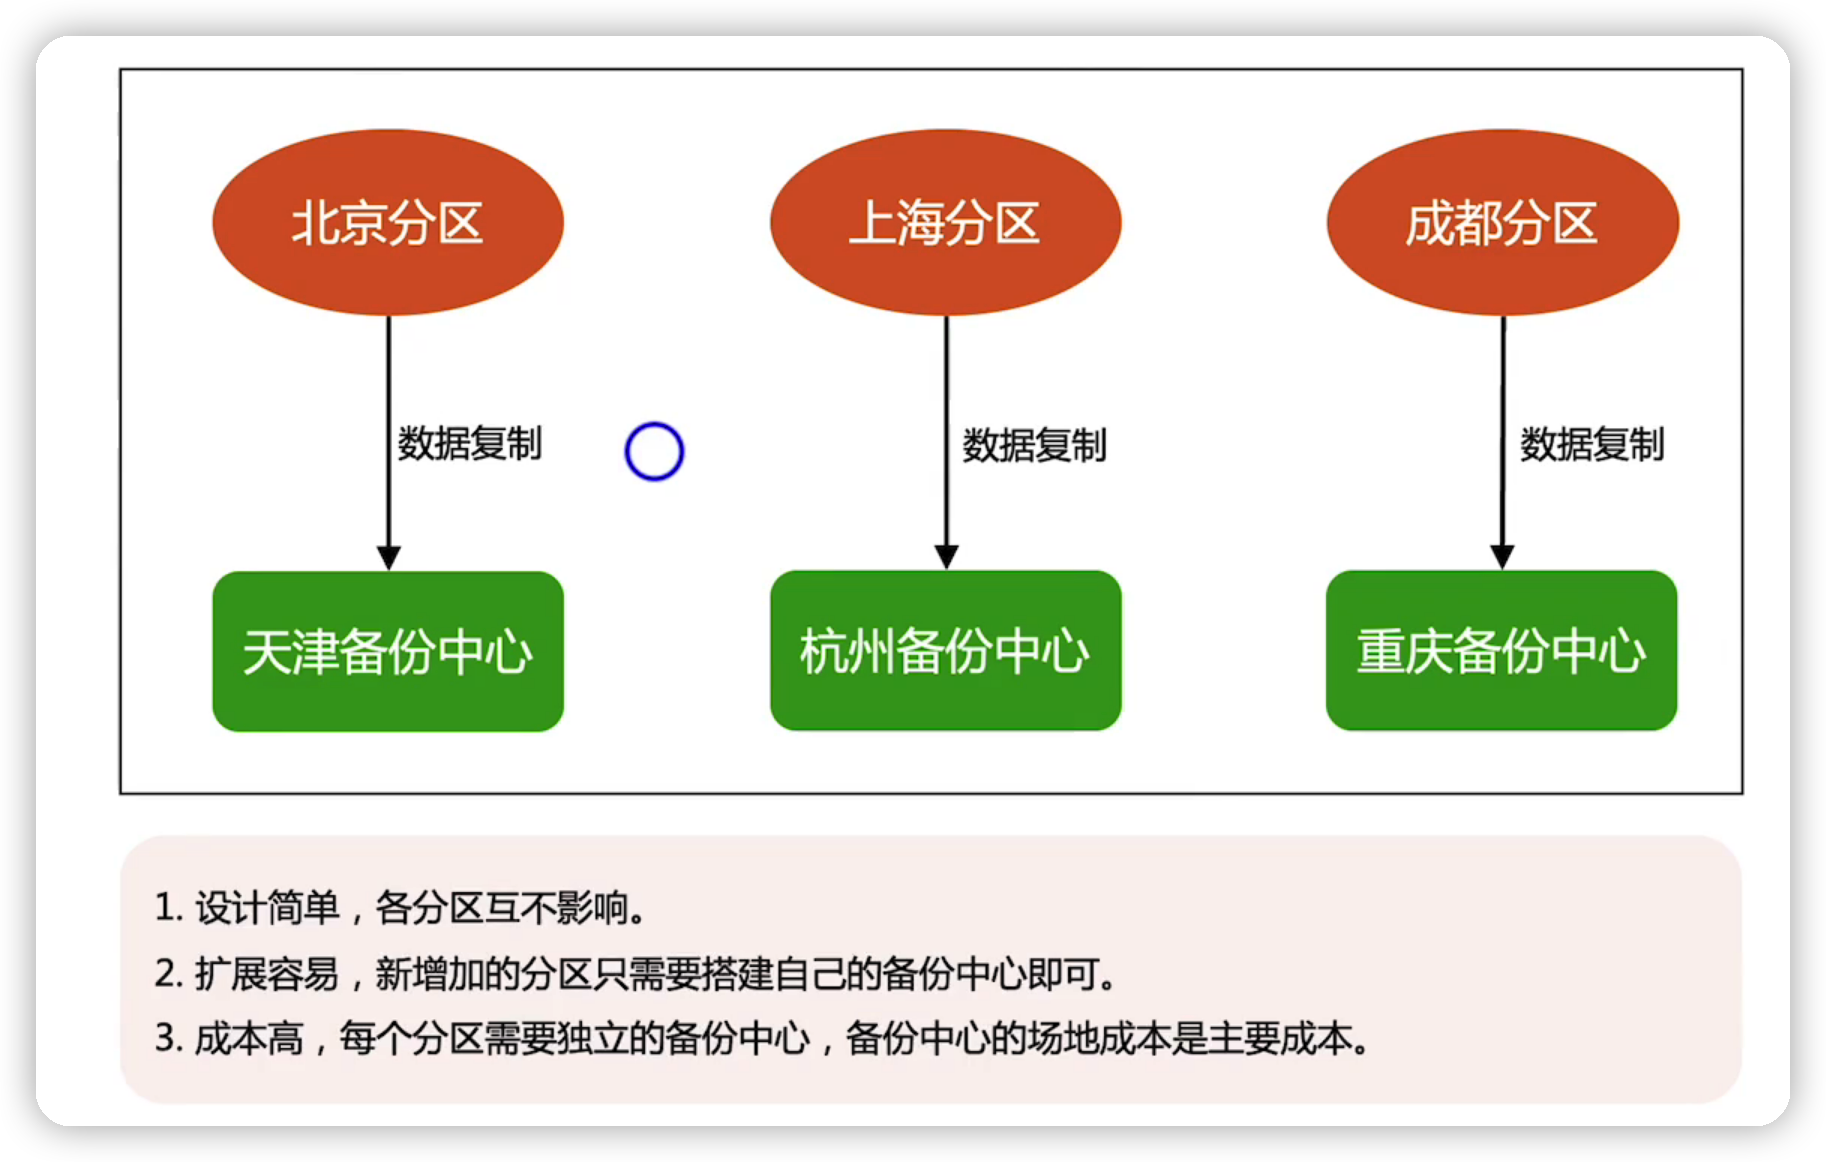 北京分区
上海分区
成都分区
数据复制
数据复制
数据复制
天津备份中心
杭州备份中心
重庆备份中心
1. 设计简单，各分区互不影响。
2. 扩展容易，新增加的分区只需要搭建自己的备份中心即可。
3. 成本高，每个分区需要独立的备份中心，备份中心的场地成本是主要成本。